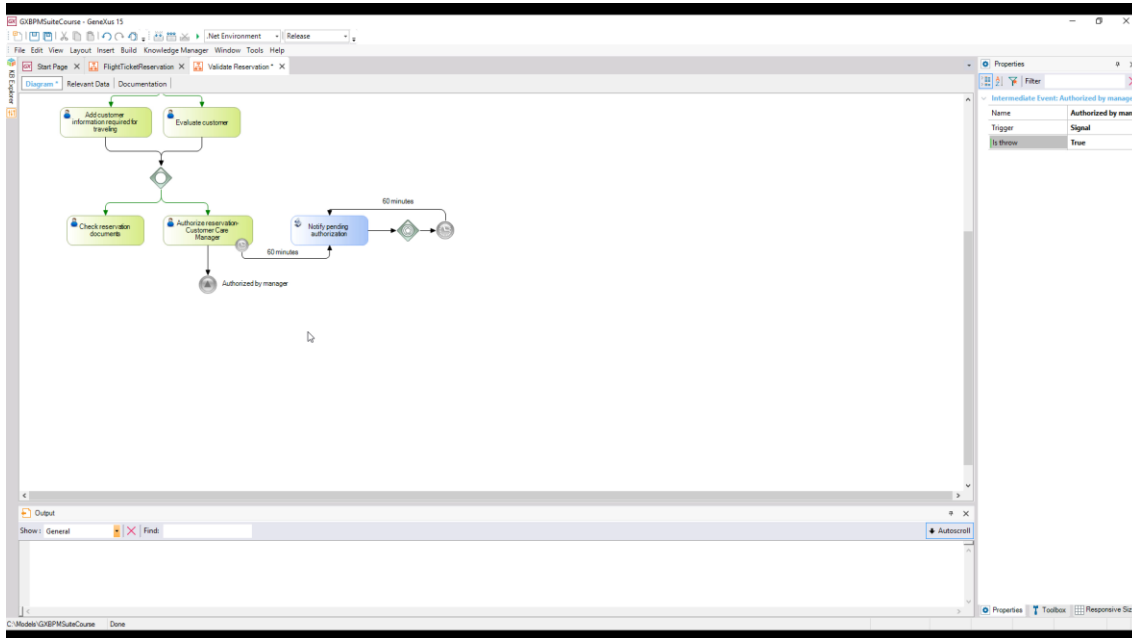 GXBPMSuiteCourse - GeneXus 15
.Net Environment Release
File Edit View Layout Insert Build Knowledge Manager Window Tools Help
Start Page X FlightTicketReservation X Validate Reservation * X
Diagram * Relevant Data Documentation
KB Explorer
Add customer
information required for
traveling
Evaluate customer
Check reservation
documents
Authorize reservation-
Customer Care
Manager
Notify pending
authorization
60 minutes
60 minutes
Authorized by manager
Output
Show: General Find:
Autoscroll
C:\Models\GXBPMSuiteCourse Done
Properties
Filter
Intermediate Event: Authorized by manage
Name Authorized by man
Trigger Signal
Is throw True
Properties Toolbox Responsive Siz